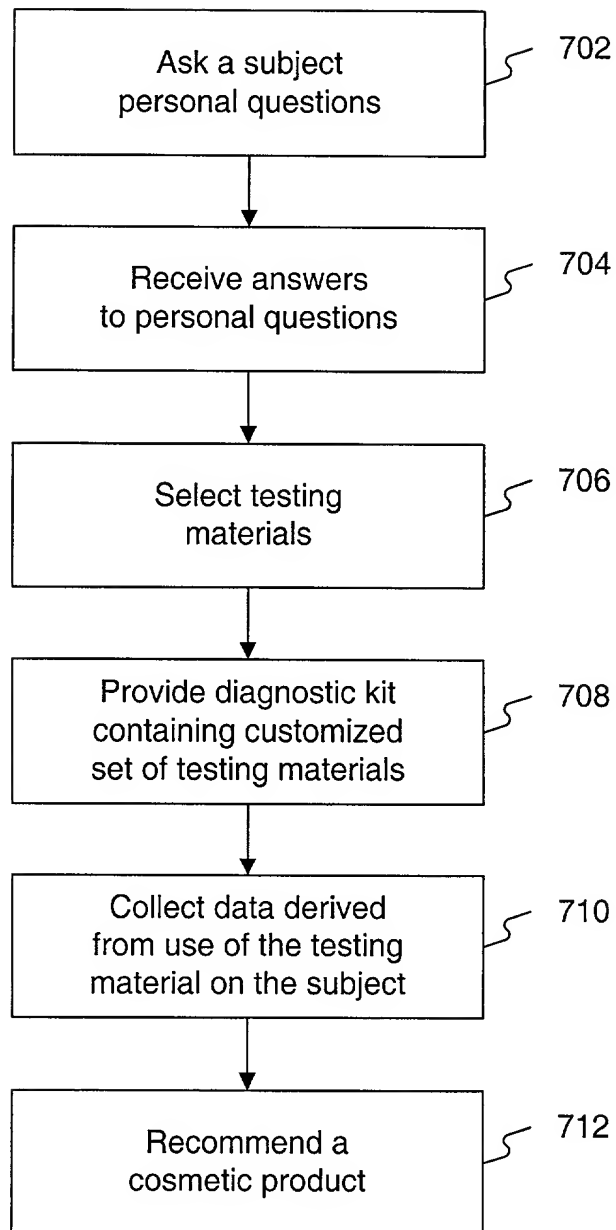 Ask a subject
personal questions
702
Receive answers
to personal questions
704
Select testing
materials
706
Provide diagnostic kit
containing customized
set of testing materials
708
Collect data derived
from use of the testing
material on the subject
710
Recommend a
cosmetic product
712